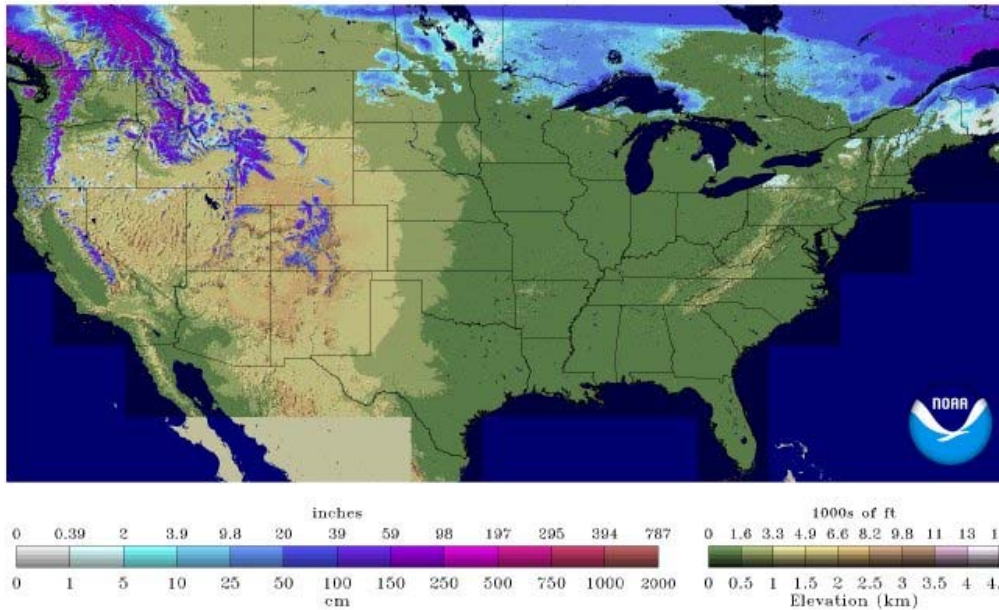 NOAA
inches
0 0.39 2 3.9 9.8 20 39 59 98 197 295 394 787
0 1 5 10 25 50 100 150 250 500 750 1000 2000
cm
1000s of ft
0 1.6 3.3 4.9 6.6 8.2 9.8 11 13 1
0 0.5 1 1.5 2 2.5 3 3.5 4 4.
Elevation (km)